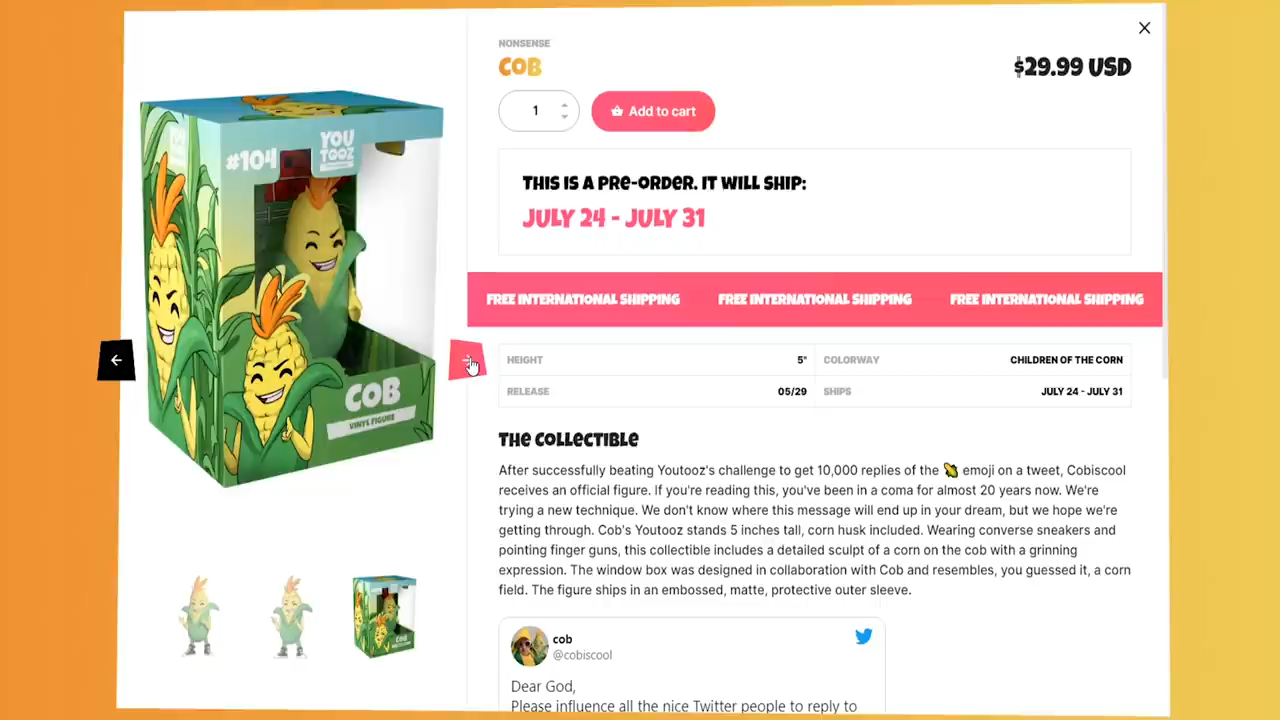 NONSENSE
COB
$29.99 USD
1
Add to cart
THIS IS A PRE-ORDER. IT WILL SHIP:
JULY 24 - JULY 31
FREE INTERNATIONAL SHIPPING FREE INTERNATIONAL SHIPPING FREE INTERNATIONAL SHIPPING
HEIGHT 5" COLORWAY CHILDREN OF THE CORN
RELEASE 05/29 SHIPS JULY 24 - JULY 31
THE COLLECTIBLE
After successfully beating Youtooz's challenge to get 10,000 replies of the 🌽 emoji on a tweet, Cobiscool
receives an official figure. If you're reading this, you've been in a coma for almost 20 years now. We're
trying a new technique. We don't know where this message will end up in your dream, but we hope we're
getting through. Cob's Youtooz stands 5 inches tall, corn husk included. Wearing converse sneakers and
pointing finger guns, this collectible includes a detailed sculpt of a corn on the cob with a grinning
expression. The window box was designed in collaboration with Cob and resembles, you guessed it, a corn
field. The figure ships in an embossed, matte, protective outer sleeve.
cob
@cobiscool
Dear God,
Please influence all the nice Twitter people to reply to
#104
YOU
TOOZ
COB
VINYL FIGURE